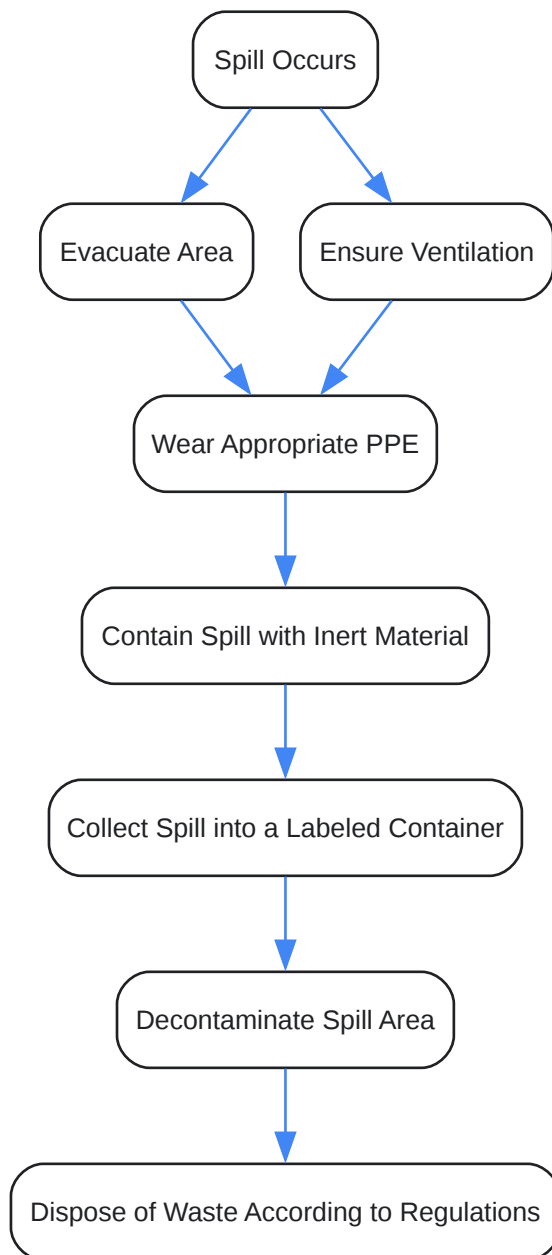 Spill Occurs
Evacuate Area
Ensure Ventilation
Wear Appropriate PPE
Contain Spill with Inert Material
Collect Spill into a Labeled Container
Decontaminate Spill Area
Dispose of Waste According to Regulations